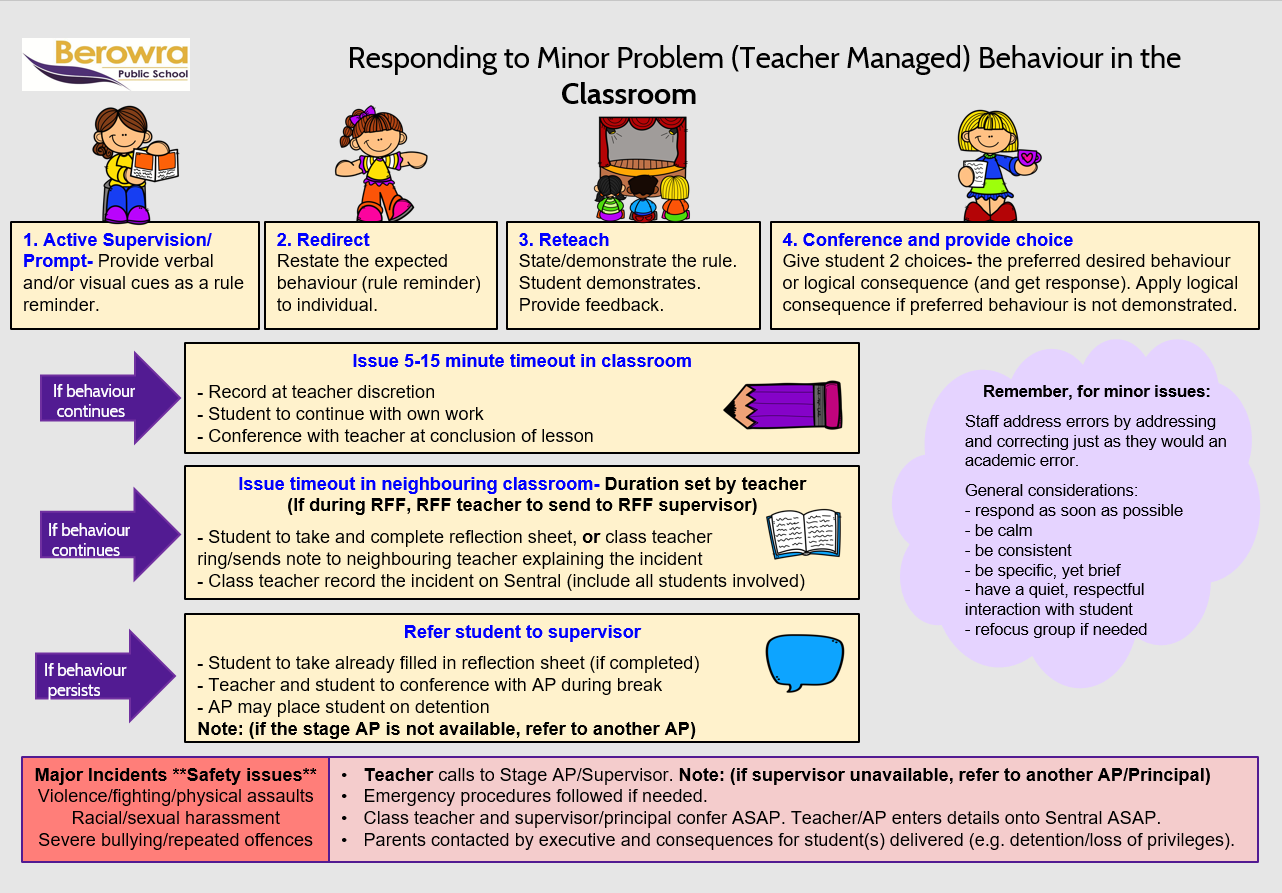 Berowra
Public School
Responding to Minor Problem (Teacher Managed) Behaviour in the
Classroom
1. Active Supervision/
Prompt- Provide verbal
and/or visual cues as a rule
reminder.
2. Redirect
Restate the expected
behaviour (rule reminder)
to individual.
3. Reteach
State/demonstrate the rule.
Student demonstrates.
Provide feedback.
4. Conference and provide choice
Give student 2 choices- the preferred desired behaviour
or logical consequence (and get response). Apply logical
consequence if preferred behaviour is not demonstrated.
If behaviour
continues
Issue 5-15 minute timeout in classroom
- Record at teacher discretion
- Student to continue with own work
- Conference with teacher at conclusion of lesson
If behaviour
continues
Issue timeout in neighbouring classroom- Duration set by teacher
(If during RFF, RFF teacher to send to RFF supervisor)
- Student to take and complete reflection sheet, or class teacher
ring/sends note to neighbouring teacher explaining the incident
- Class teacher record the incident on Sentral (include all students involved)
If behaviour
persists
Refer student to supervisor
- Student to take already filled in reflection sheet (if completed)
- Teacher and student to conference with AP during break
- AP may place student on detention
Note: (if the stage AP is not available, refer to another AP)
Remember, for minor issues:
Staff address errors by addressing
and correcting just as they would an
academic error.
General considerations:
- respond as soon as possible
- be calm
- be consistent
- be specific, yet brief
- have a quiet, respectful
interaction with student
- refocus group if needed
Major Incidents **Safety issues**
Violence/fighting/physical assaults
Racial/sexual harassment
Severe bullying/repeated offences
• Teacher calls to Stage AP/Supervisor. Note: (if supervisor unavailable, refer to another AP/Principal)
• Emergency procedures followed if needed.
• Class teacher and supervisor/principal confer ASAP. Teacher/AP enters details onto Sentral ASAP.
• Parents contacted by executive and consequences for student(s) delivered (e.g. detention/loss of privileges).